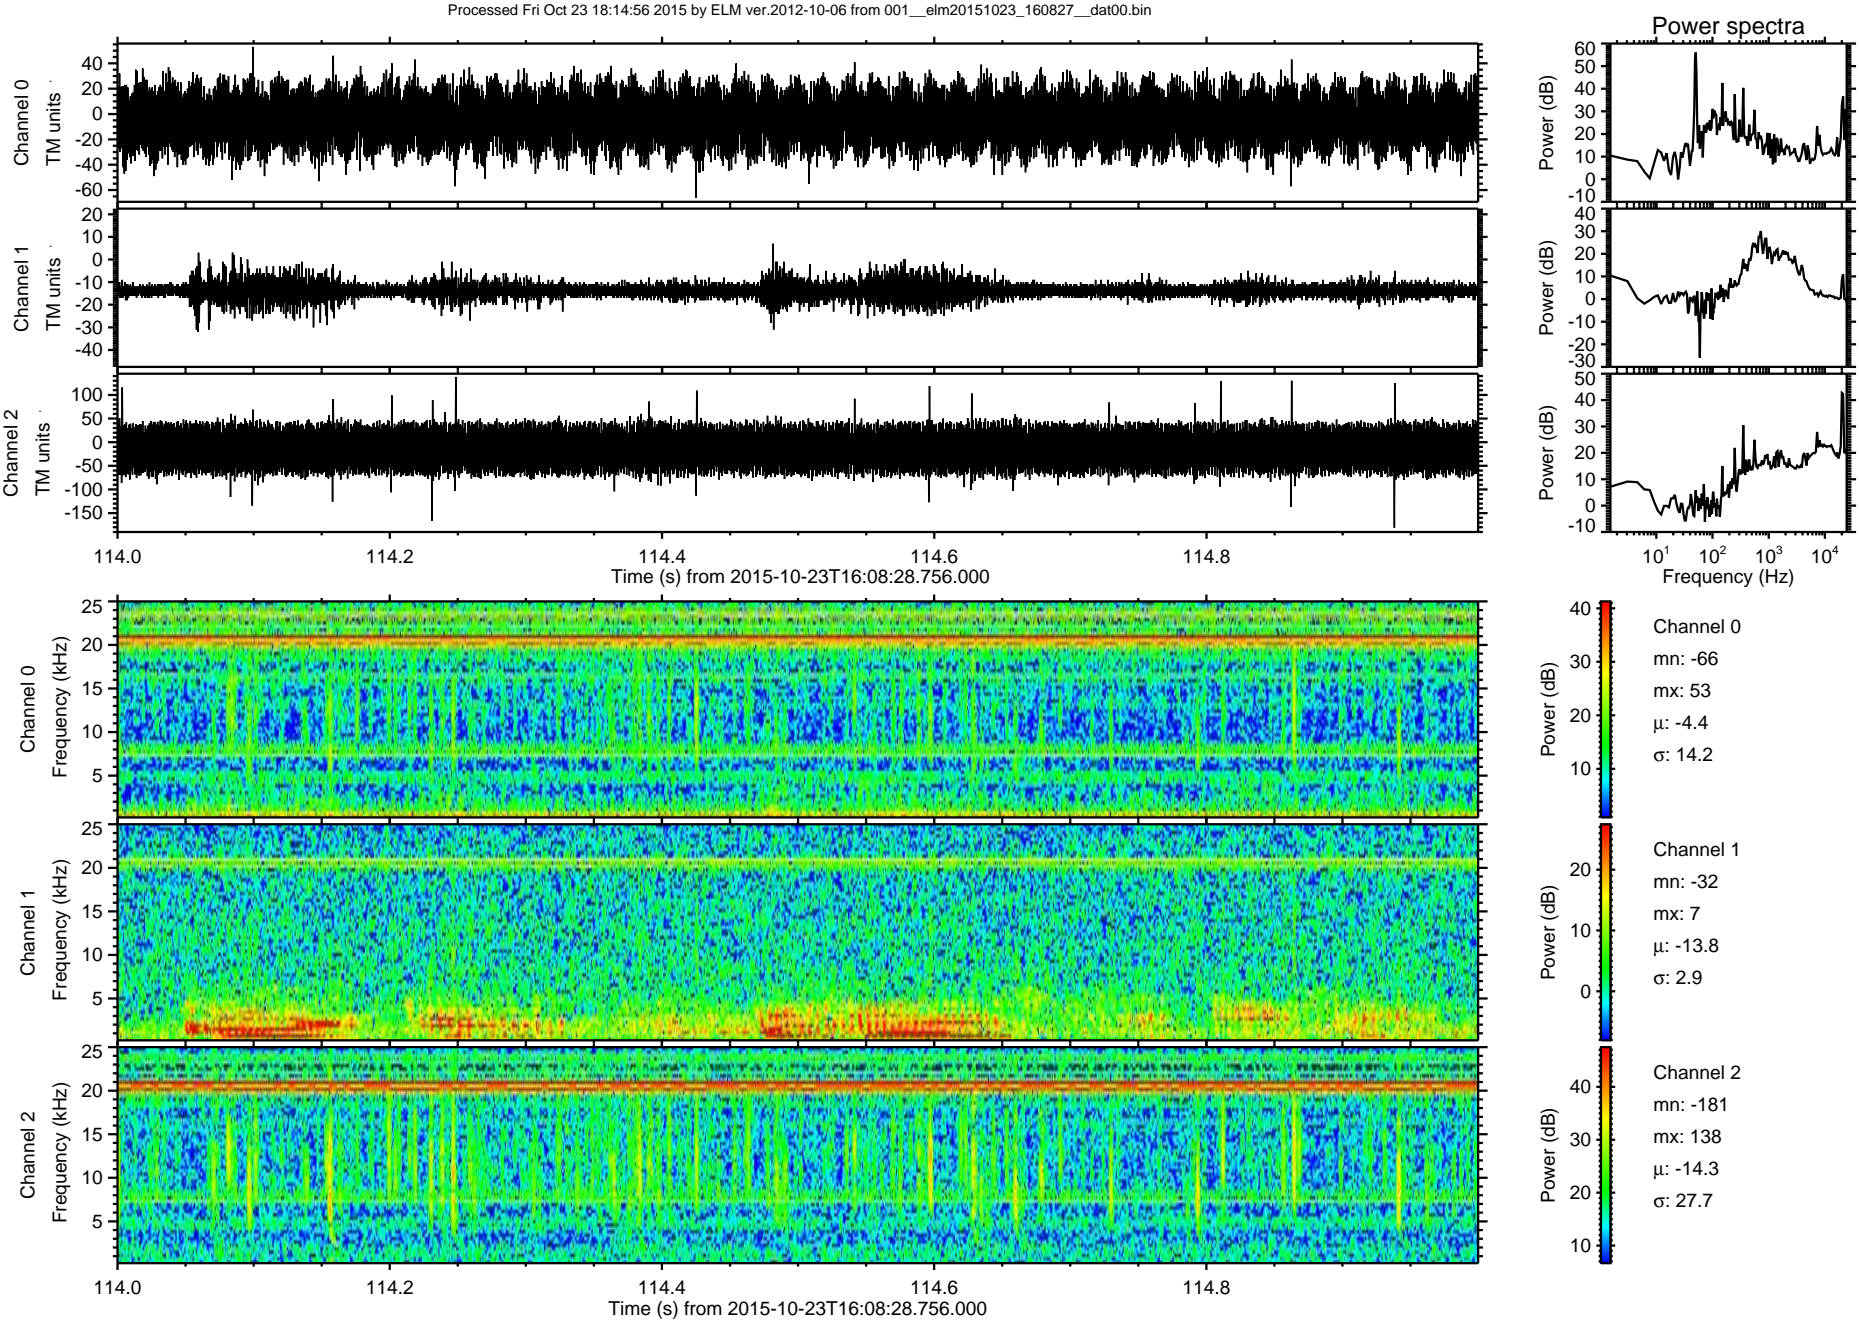 Processed Fri Oct 23 18:14:56 2015 by ELM ver.2012-10-06 from 001__elm20151023_160827__dat00.bin
Power spectra
Channel 0
TM units
40
20
0
-20
-40
-60
Power (dB)
60
50
40
30
20
10
0
-10
Channel 1
TM units
20
10
0
-10
-20
-30
-40
Power (dB)
40
30
20
10
0
-10
-20
-30
Channel 2
TM units
100
50
0
-50
-100
-150
Power (dB)
50
40
30
20
10
0
-10
114.0 114.2 114.4 114.6 114.8
Time (s) from 2015-10-23T16:08:28.756.000
10¹ 10² 10³ 10⁴
Frequency (Hz)
Channel 0
Frequency (kHz)
25
20
15
10
5
Power (dB)
40
30
20
10
Channel 0
mn: -66
mx: 53
μ: -4.4
σ: 14.2
Channel 1
Frequency (kHz)
25
20
15
10
5
Power (dB)
20
10
0
Channel 1
mn: -32
mx: 7
μ: -13.8
σ: 2.9
Channel 2
Frequency (kHz)
25
20
15
10
5
Power (dB)
40
30
20
10
Channel 2
mn: -181
mx: 138
μ: -14.3
σ: 27.7
114.0 114.2 114.4 114.6 114.8
Time (s) from 2015-10-23T16:08:28.756.000